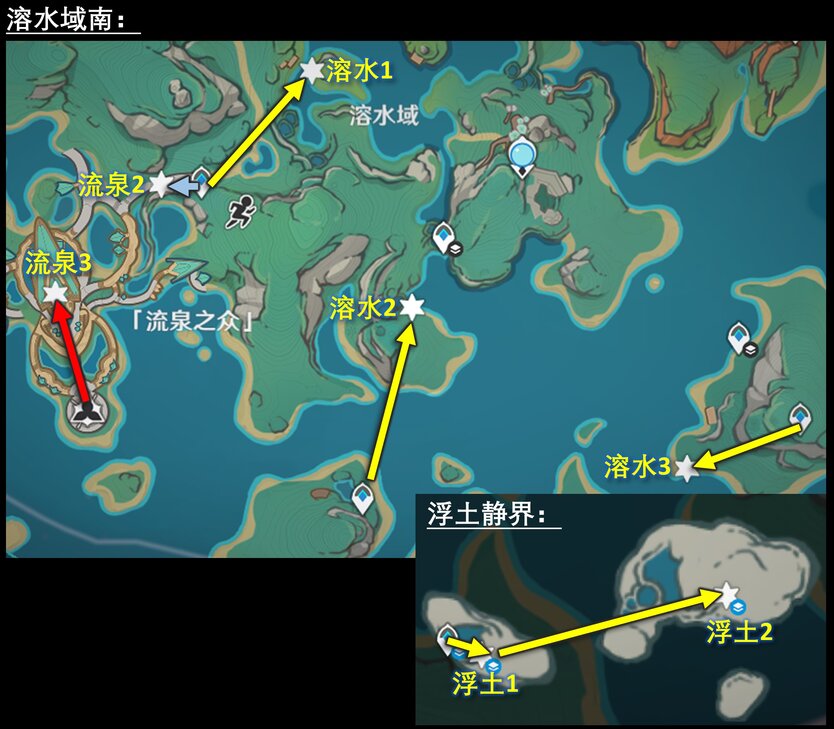 溶水域南：
溶水1
溶水域
流泉2
流泉3
溶水2
「流泉之众」
溶水3
浮土静界：
浮土2
浮土1